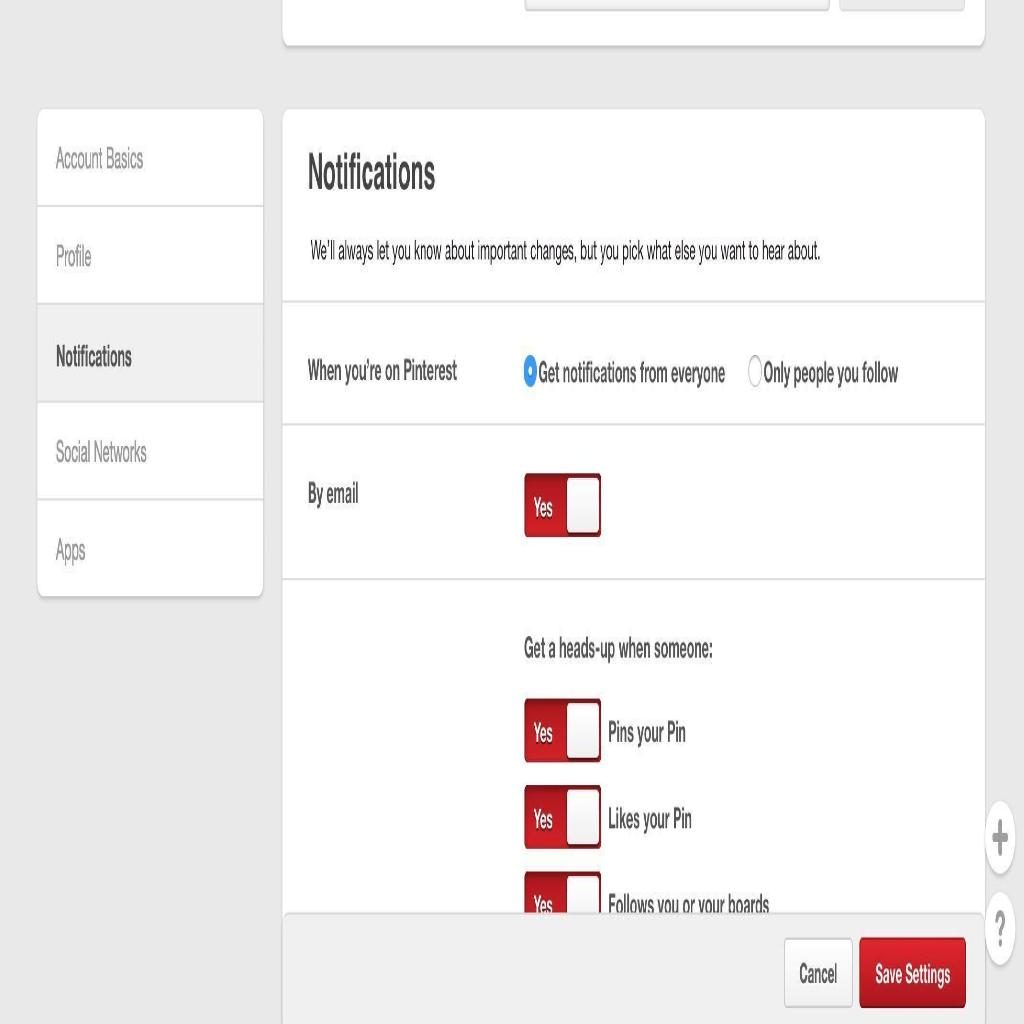 Account Basics
Profile
Notifications
Social Networks
Apps
Notifications
We'll always let you know about important changes, but you pick what else you want to hear about.
When you're on Pinterest
Get notifications from everyone
Only people you follow
By email
Yes
Get a heads-up when someone:
Yes Pins your Pin
Yes Likes your Pin
Yes Follows you or your boards
+
?
Cancel
Save Settings